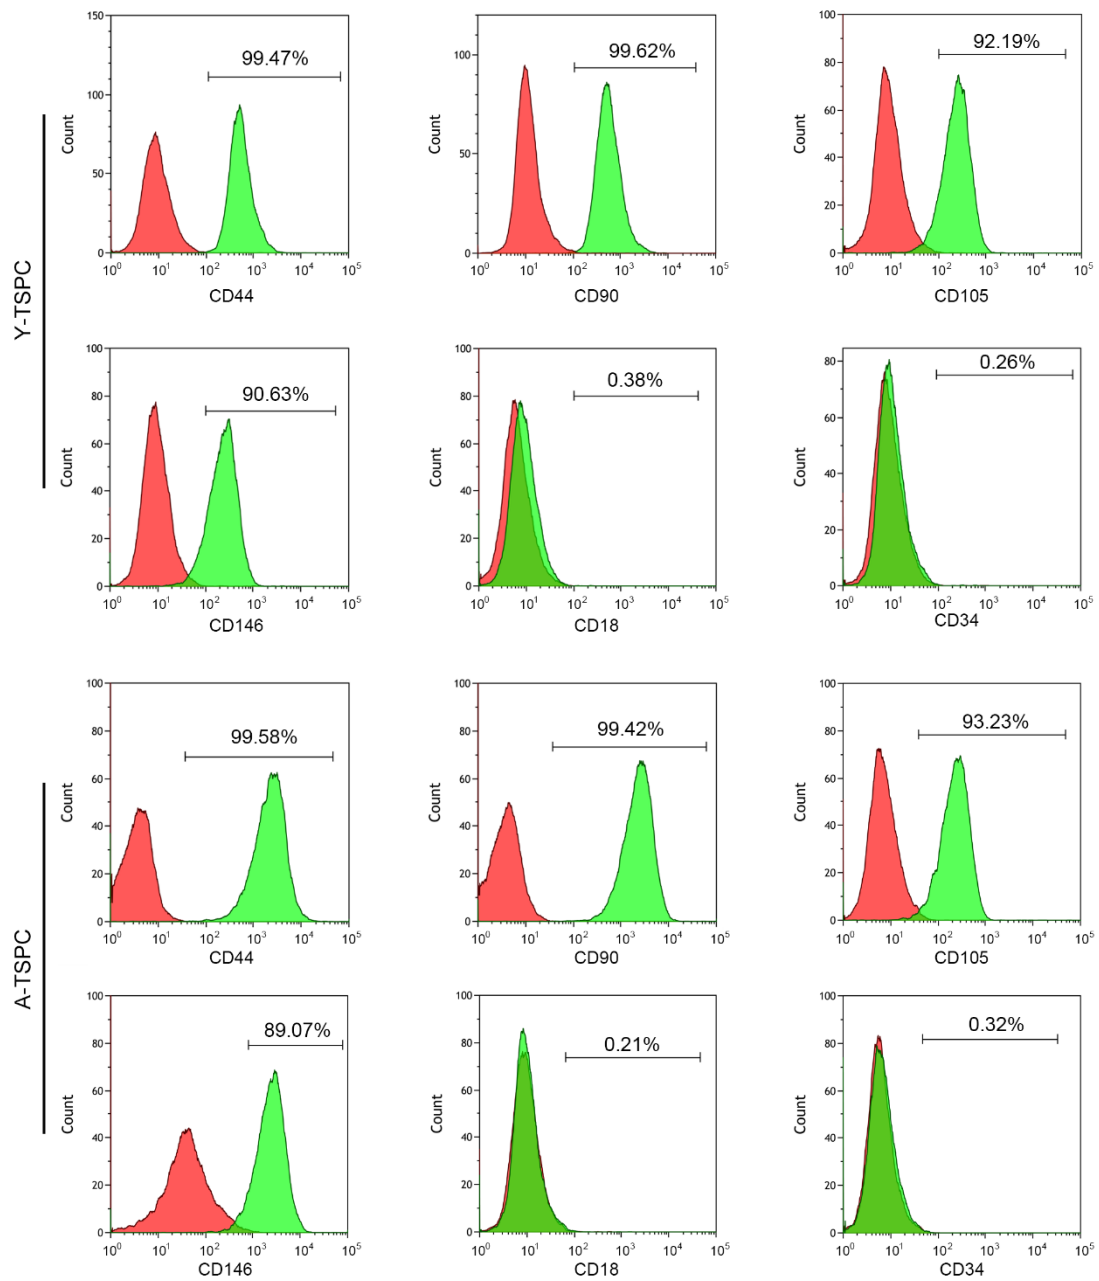 Y-TSPC
150
100
50
0
Count
99.47%
10⁰ 10¹ 10² 10³ 10⁴ 10⁵
CD44
100
50
0
Count
99.62%
10⁰ 10¹ 10² 10³ 10⁴ 10⁵
CD90
100
80
60
40
20
0
Count
92.19%
10⁰ 10¹ 10² 10³ 10⁴ 10⁵
CD105
100
80
60
40
20
0
Count
90.63%
10⁰ 10¹ 10² 10³ 10⁴ 10⁵
CD146
100
80
60
40
20
0
Count
0.38%
10⁰ 10¹ 10² 10³ 10⁴ 10⁵
CD18
80
60
40
20
0
Count
0.26%
10⁰ 10¹ 10² 10³ 10⁴ 10⁵
CD34
A-TSPC
100
80
60
40
20
0
Count
99.58%
10⁰ 10¹ 10² 10³ 10⁴ 10⁵
CD44
100
80
60
40
20
0
Count
99.42%
10⁰ 10¹ 10² 10³ 10⁴ 10⁵
CD90
100
80
60
40
20
0
Count
93.23%
10⁰ 10¹ 10² 10³ 10⁴ 10⁵
CD105
100
80
60
40
20
0
Count
89.07%
10⁰ 10¹ 10² 10³ 10⁴ 10⁵
CD146
100
80
60
40
20
0
Count
0.21%
10⁰ 10¹ 10² 10³ 10⁴ 10⁵
CD18
100
80
60
40
20
0
Count
0.32%
10⁰ 10¹ 10² 10³ 10⁴ 10⁵
CD34